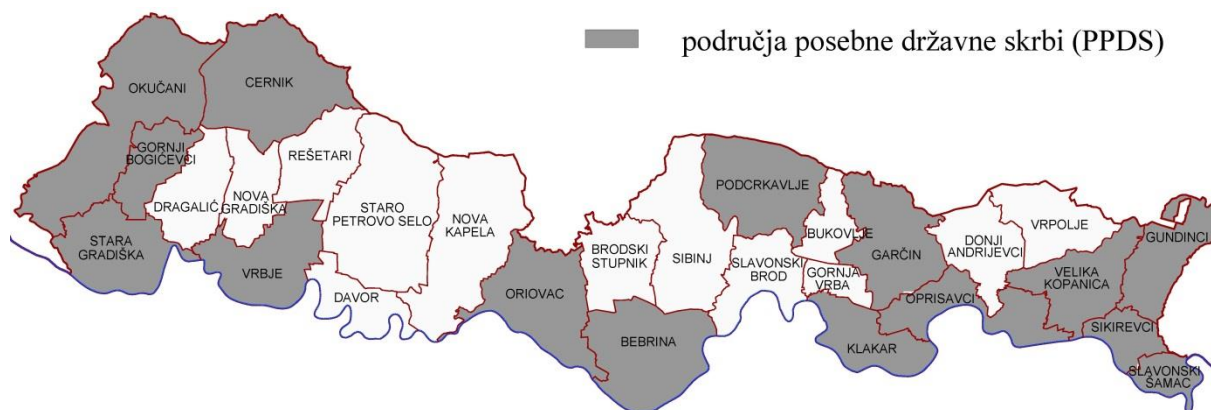 područja posebne državne skrbi (PPDS)
OKUČANI
CERNIK
GORNJI
BOGIĆEVCI
REŠETARI
DRAGALIĆ
NOVA
GRADIŠKA
STARO
PETROVO SELO
NOVA
KAPELA
STARA
GRADIŠKA
VRBJE
DAVOR
ORIOVAC
BRODSKI
STUPNIK
SIBINJ
BEBRINA
PODCRKAVLJE
SLAVONSKI
BROD
BUKOVLJE
GORNJA
VRBA
GARČIN
KLAKAR
OPRISAVCI
DONJI
ANDRIJEVCI
VRPOLJE
VELIKA
KOPANICA
GUNDINCI
SIKIREVCI
SLAVONSKI
ŠAMAC